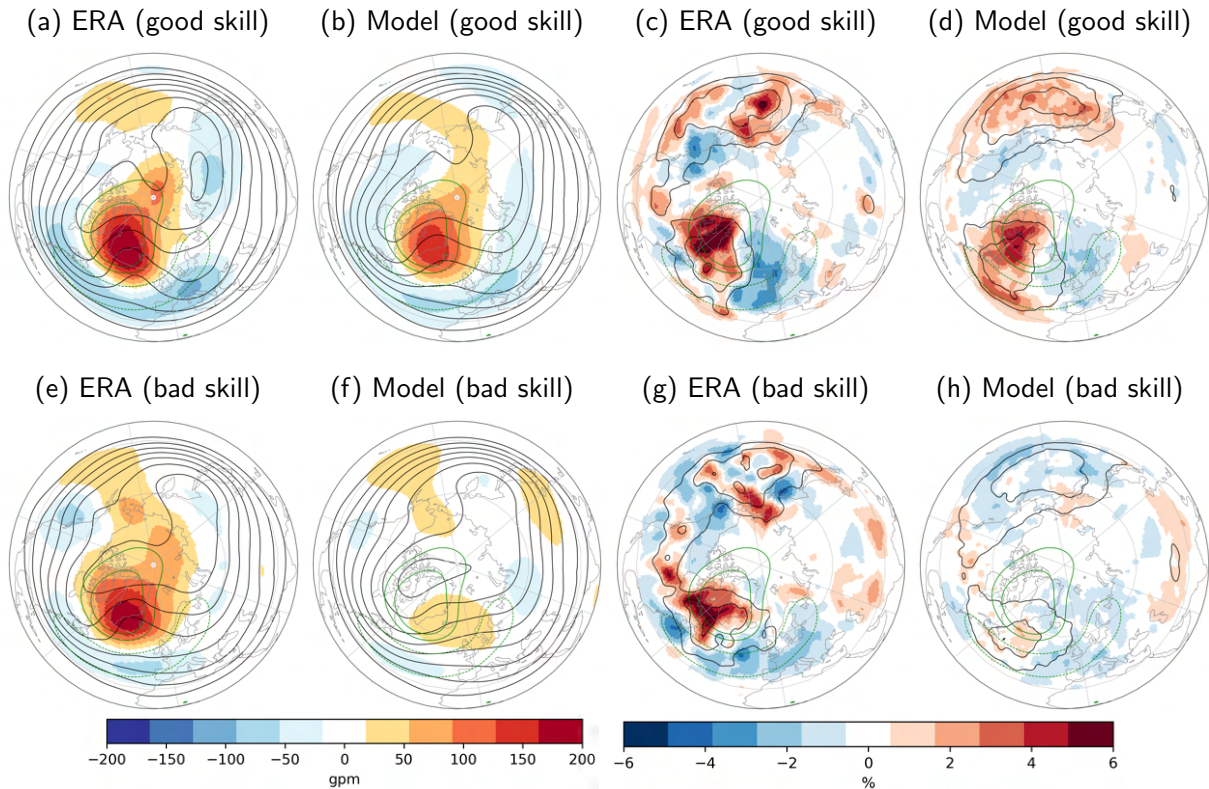 (a) ERA (good skill) (b) Model (good skill) (c) ERA (good skill) (d) Model (good skill)
(e) ERA (bad skill) (f) Model (bad skill) (g) ERA (bad skill) (h) Model (bad skill)
−200 −150 −100 −50 0 50 100 150 200
gpm
−6 −4 −2 0 2 4 6
%